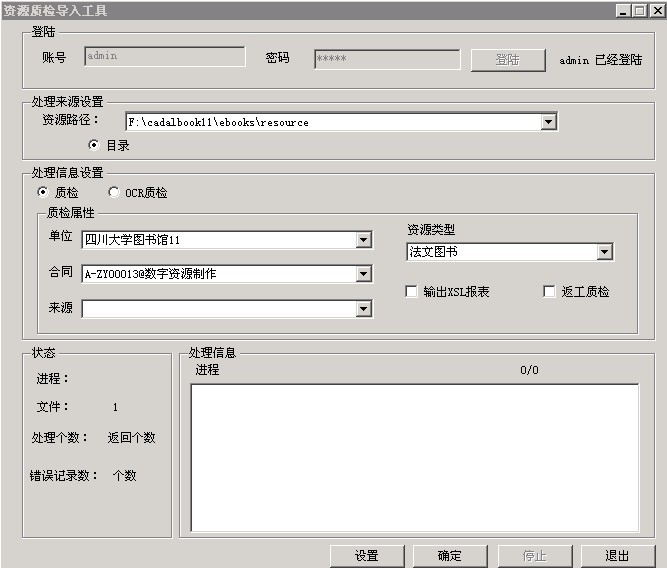 资源质检导入工具
登陆
账号 admin 密码 ***** 登陆 admin 已经登陆
处理来源设置
资源路径： F:\cadalbook11\ebooks\resource
目录
处理信息设置
质检 OCR质检
质检属性
单位 四川大学图书馆11 资源类型
法文图书
合同 A-ZY00013@数字资源制作
输出XSL报表 返工质检
来源
状态 处理信息
进程： 进程 0/0
文件： 1
处理个数： 返回个数
错误记录数： 个数
设置 确定 停止 退出